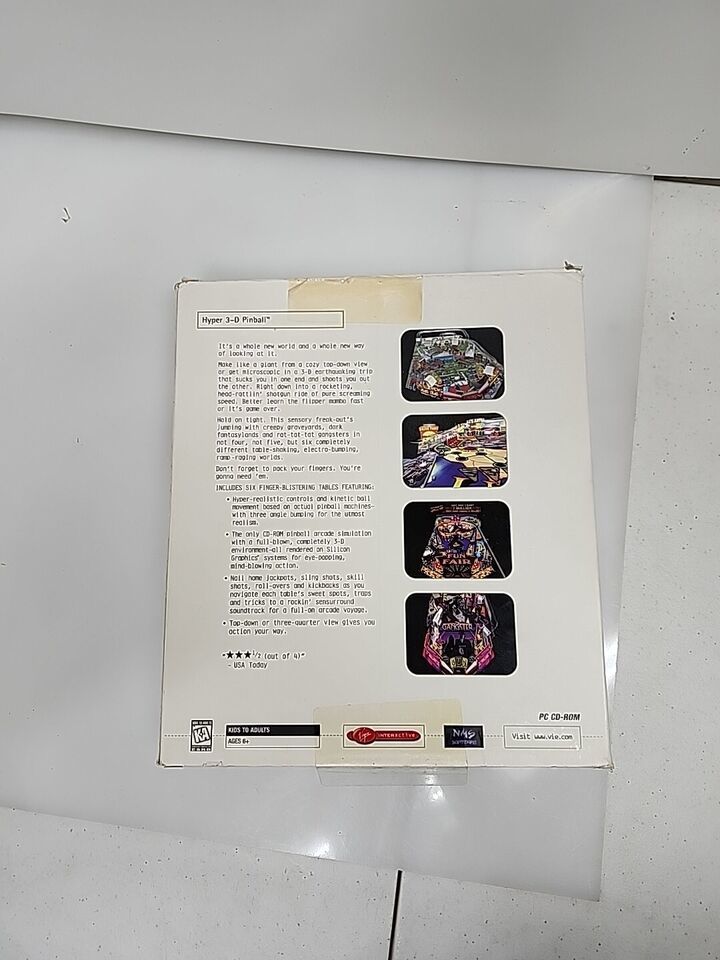 Hyper 3-D Pinball™
It's a whole new world and a whole new way
of looking at it.
Make like a giant from a cozy top-down view
or get microscopic in a 3-D earthquaking trip
that sucks you in one end and shoots you out
the other. Right down into a rocketing,
head-rattlin' shotgun ride of pure screaming
speed. Better learn the flipper mambo fast
or it's game over.
Hold on tight. This sensory freak-out's
jumping with creepy graveyards, dark
fantasylands and rat-tat-tat gangsters in
not four, not five, but six completely
different table-shaking, electro-bumping,
ramp-raging worlds.
Don't forget to pack your fingers. You're
gonna need 'em.
INCLUDES SIX FINGER-BLISTERING TABLES FEATURING:
• Hyper-realistic controls and kinetic ball
movement based on actual pinball machines—
with three angle bumping for the utmost
realism.
• The only CD-ROM pinball arcade simulation
with a full-blown, completely 3-D
environment-all rendered on Silicon
Graphics® systems for eye-popping,
mind-blowing action.
• Nail home jackpots, sling shots, skill
shots, roll-overs and kickbacks as you
navigate each table's sweet spots, traps
and tricks to a rockin' sensurround
soundtrack for a full-on arcade voyage.
• Top-down or three-quarter view gives you
action your way.
"★★★1/2 (out of 4)"
- USA Today
FUN
FAIR
GANGSTER
PC CD-ROM
K-A
KIDS TO ADULTS
AGES 6+
Virgin INTERACTIVE
NMS
SOFTWARE
Visit www.vie.com